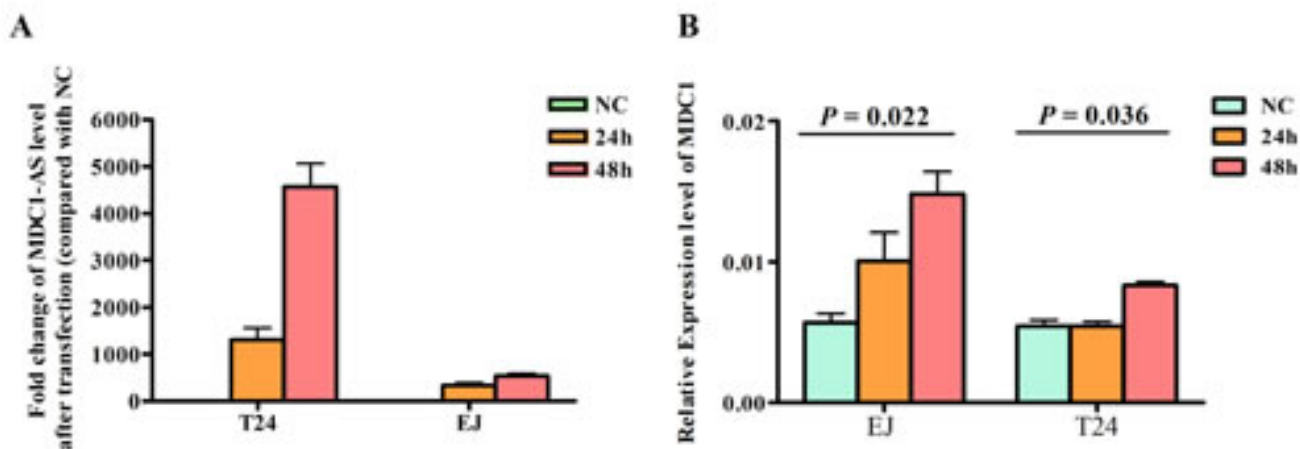 A
Fold change of MDC1-AS level
after transfection (compared with NC
6000
5000
4000
3000
2000
1000
0
T24
EJ
NC
24h
48h
B
Relative Expression level of MDC1
0.02
0.01
0.00
P = 0.022
P = 0.036
EJ
T24
NC
24h
48h